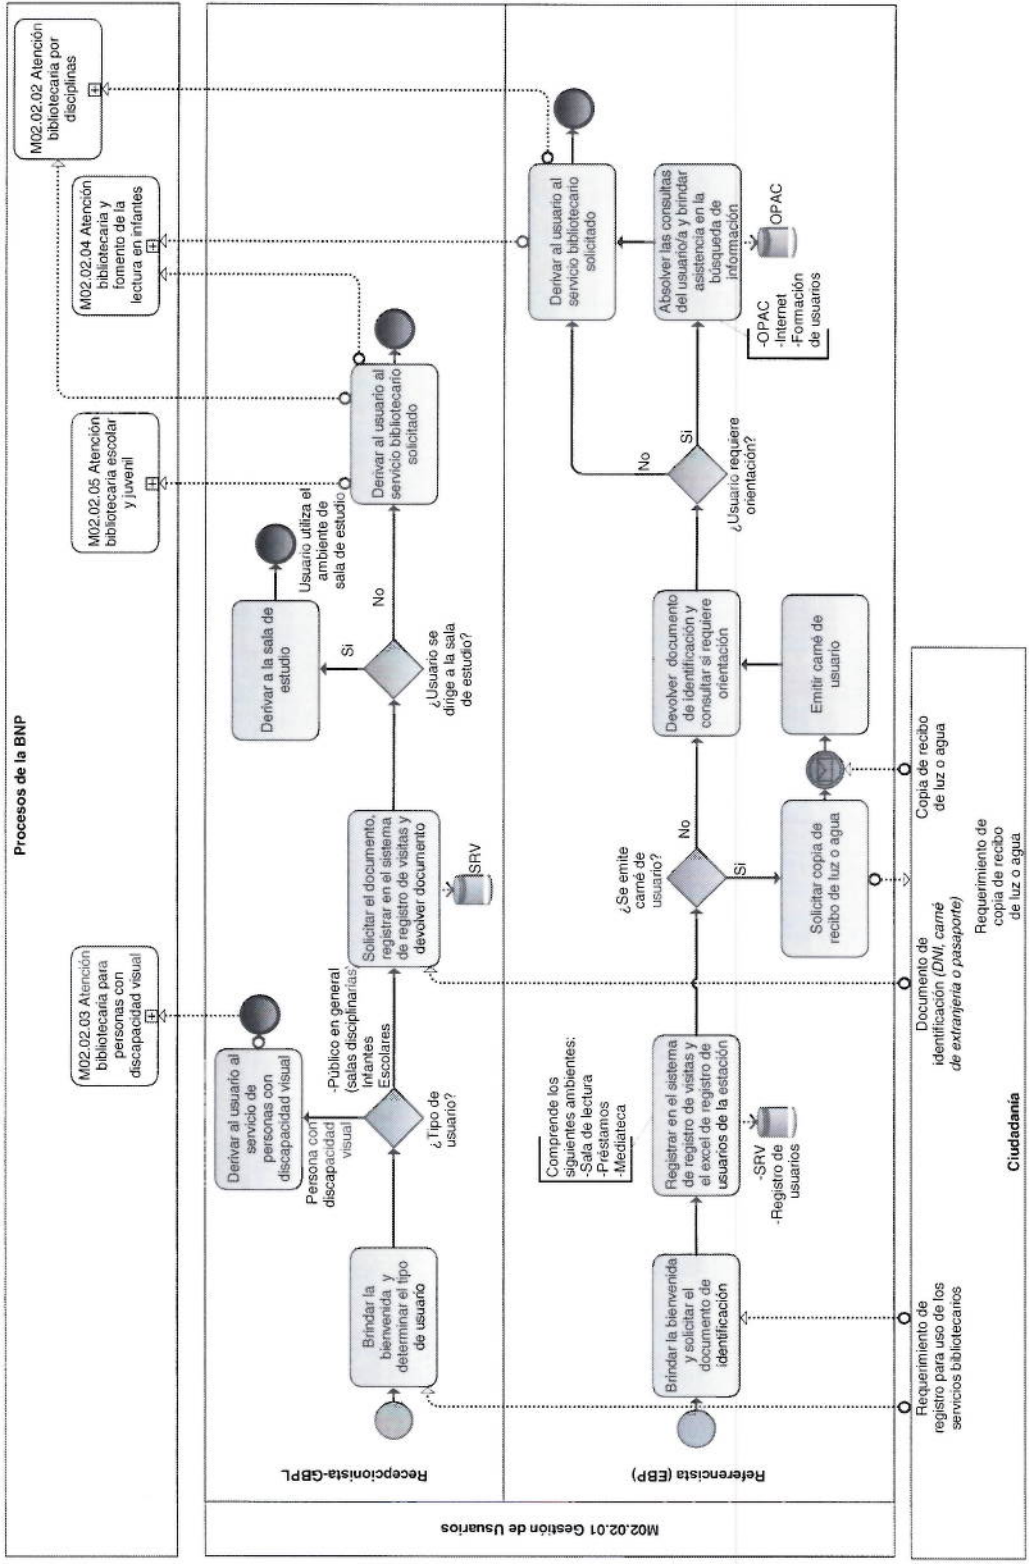 Procesos de la BNP
M02.02.03 Atención
bibliotecaria para
personas con
discapacidad visual
M02.02.05 Atención
bibliotecaria escolar
y juvenil
M02.02.04 Atención
bibliotecaria y
fomento de la
lectura en infantes
M02.02.02 Atención
bibliotecaria por
disciplinas
M02.02.01 Gestión de Usuarios
Recepcionista-GBPL
Brindar la
bienvenida y
determinar el tipo
de usuario
¿Tipo de
usuario?
Persona con
discapacidad
visual
Derivar al usuario al
servicio de
personas con
discapacidad visual
-Público en general
(salas disciplinarias
Infantes
Escolares
Solicitar el documento,
registrar en el sistema
de registro de visitas y
devolver documento
SRV
¿Usuario se
dirige a la sala
de estudio?
Si
Derivar a la sala de
estudio
Usuario utiliza el
ambiente de
sala de estudio
No
Derivar al usuario al
servicio bibliotecario
solicitado
Referencista (EBP)
Brindar la bienvenida
y solicitar el
documento de
identificación
Comprende los
siguientes ambientes:
-Sala de lectura
-Préstamos
-Mediateca
Registrar en el sistema
de registro de visitas y
el excel de registro de
usuarios de la estación
-SRV
-Registro de
usuarios
¿Se emite
carné de
usuario?
No
Si
Solicitar copia de
recibo de luz o agua
Emitir carné de
usuario
Devolver documento
de identificación y
consultar si requiere
orientación
¿Usuario requiere
orientación?
No
Si
Absolver las consultas
del usuario/a y brindar
asistencia en la
búsqueda de
información
-OPAC
-Internet
-Formación
de usuarios
OPAC
Derivar al usuario al
servicio bibliotecario
solicitado
Requerimiento de
registro para uso de los
servicios bibliotecarios
Documento de
identificación (DNI, carné
de extranjería o pasaporte)
Requerimiento de
copia de recibo
de luz o agua
Copia de recibo
de luz o agua
Ciudadanía